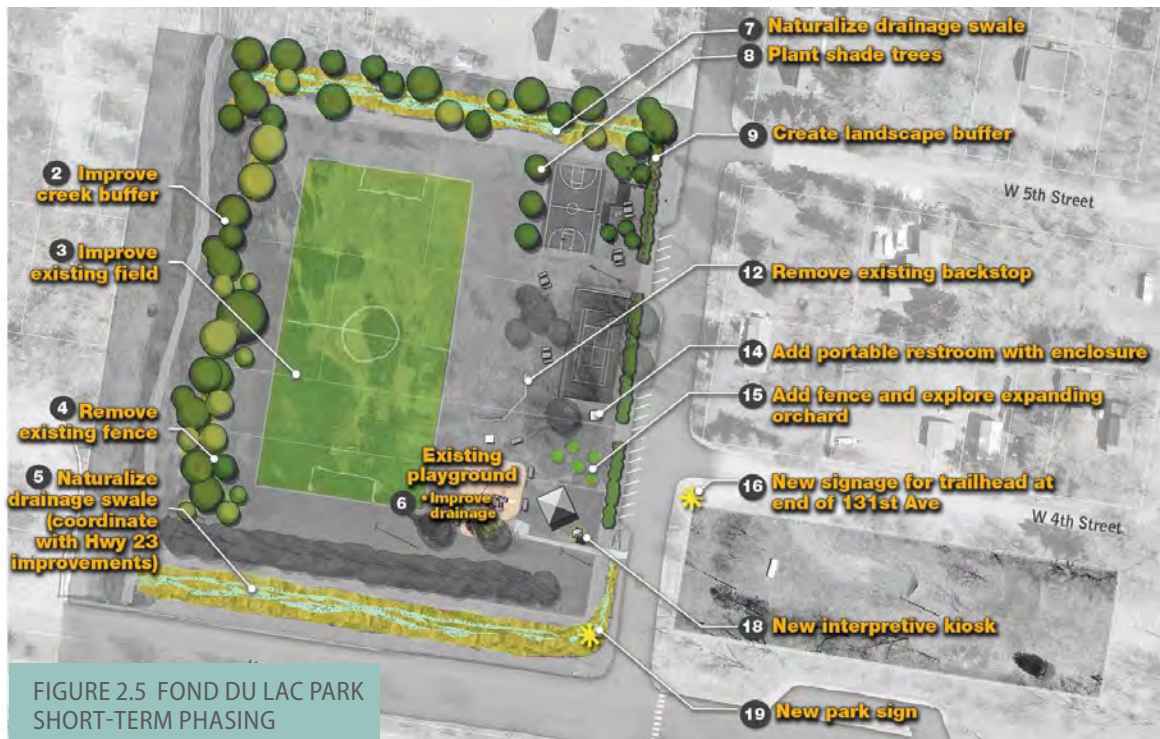 7 Naturalize drainage swale
8 Plant shade trees
9 Create landscape buffer
W 5th Street
2 Improve
creek buffer
3 Improve
existing field
12 Remove existing backstop
14 Add portable restroom with enclosure
15 Add fence and explore expanding
orchard
4 Remove
existing fence
Existing
playground
6 • Improve
drainage
5 Naturalize
drainage swale
(coordinate
with Hwy 23
improvements)
16 New signage for trailhead at
end of 131st Ave
W 4th Street
18 New interpretive kiosk
19 New park sign
FIGURE 2.5 FOND DU LAC PARK
SHORT-TERM PHASING